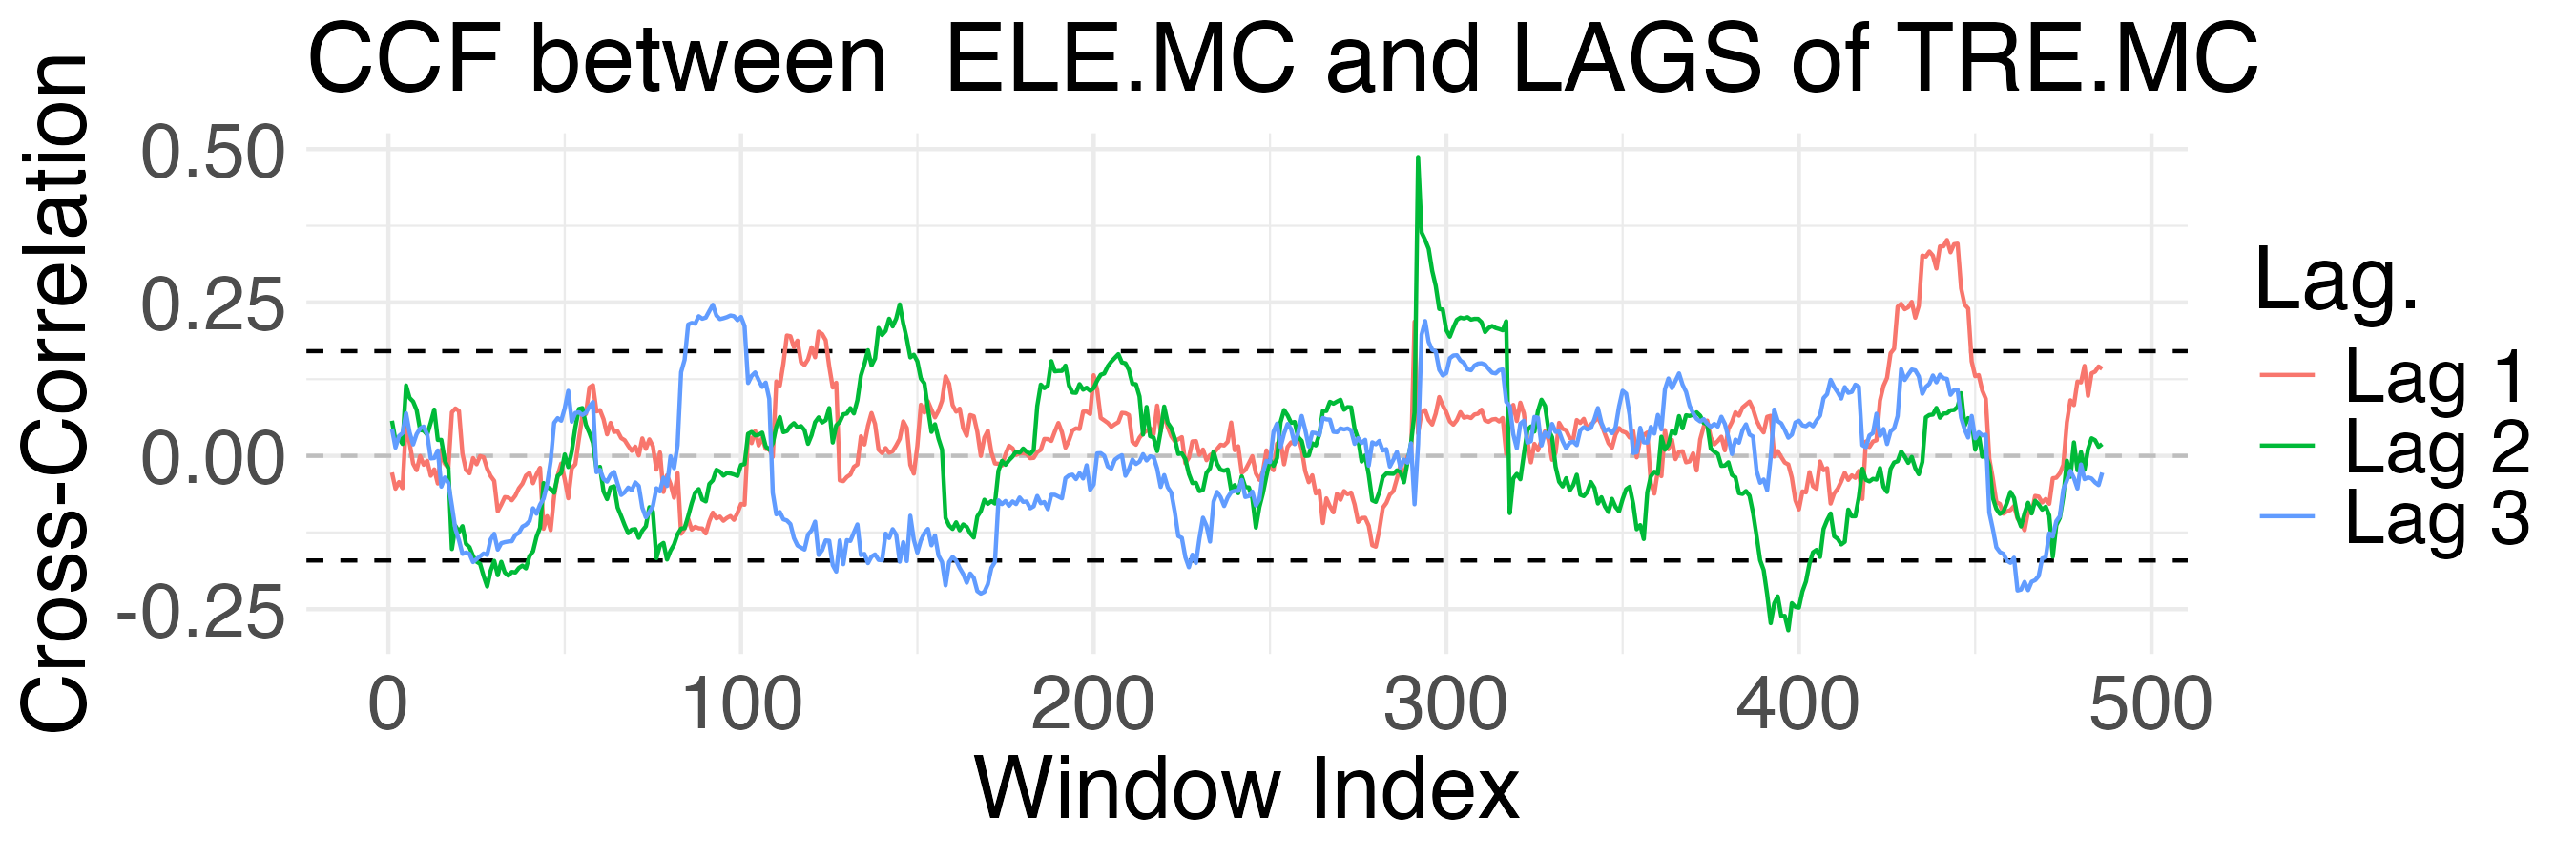 CCF between  ELE.MC and LAGS of TRE.MC
Cross-Correlation
0.50
0.25
0.00
-0.25
0 100 200 300 400 500
Window Index
Lag.
Lag 1
Lag 2
Lag 3